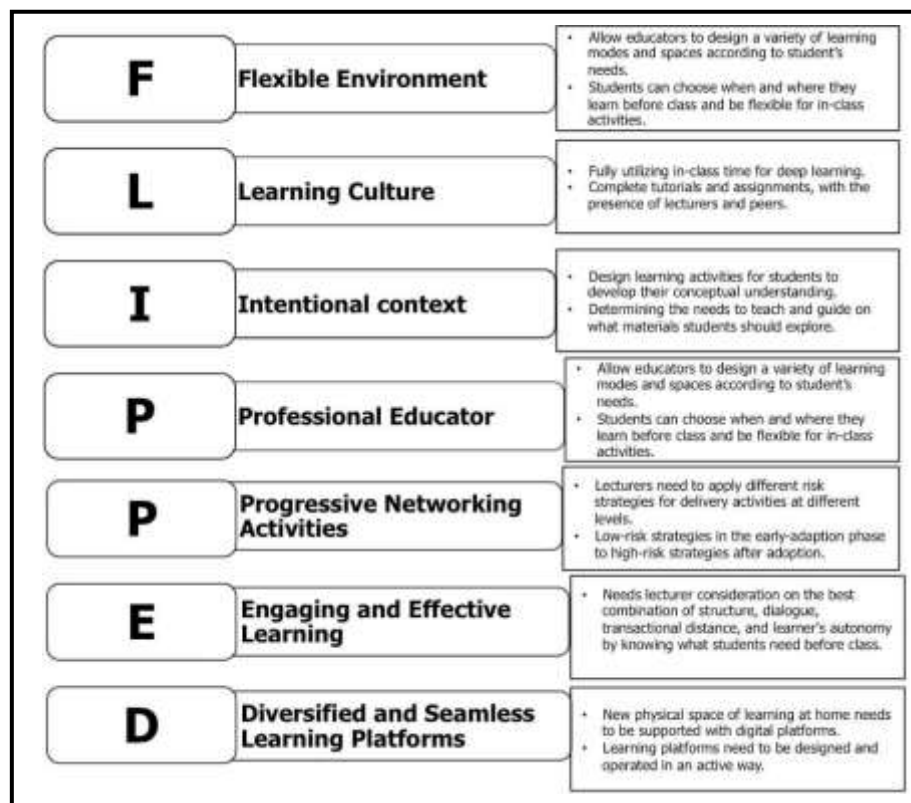 F
Flexible Environment
• Allow educators to design a variety of learning
modes and spaces according to student's
needs.
• Students can choose when and where they
learn before class and be flexible for in-class
activities.
L
Learning Culture
• Fully utilizing in-class time for deep learning.
• Complete tutorials and assignments, with the
presence of lecturers and peers.
I
Intentional context
• Design learning activities for students to
develop their conceptual understanding.
• Determining the needs to teach and guide on
what materials students should explore.
P
Professional Educator
• Allow educators to design a variety of learning
modes and spaces according to student's
needs.
• Students can choose when and where they
learn before class and be flexible for in-class
activities.
P
Progressive Networking
Activities
• Lecturers need to apply different risk
strategies for delivery activities at different
levels.
• Low-risk strategies in the early-adaption phase
to high-risk strategies after adoption.
E
Engaging and Effective
Learning
• Needs lecturer consideration on the best
combination of structure, dialogue,
transactional distance, and learner's autonomy
by knowing what students need before class.
D
Diversified and Seamless
Learning Platforms
• New physical space of learning at home needs
to be supported with digital platforms.
• Learning platforms need to be designed and
operated in an active way.